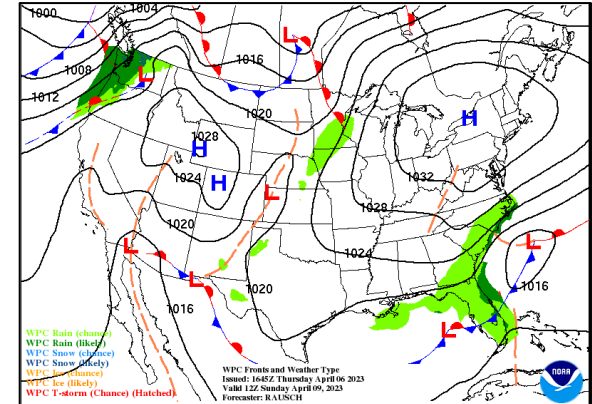 1000
1004
1008
1016
1012
1020
1028
H
H
H
1024
1032
1028
1020
1024
1020
1016
1016
L
L
L
L
L
L
L
WPC Rain (chance)
WPC Rain (likely)
WPC Snow (chance)
WPC Snow (likely)
WPC Ice (chance)
WPC Ice (likely)
WPC T-storm (Chance) (Hatched)
WPC Fronts and Weather Type
Issued: 1645Z Thursday April 06 2023
Valid 12Z Sunday April 09, 2023
Forecaster: RAUSCH
NOAA